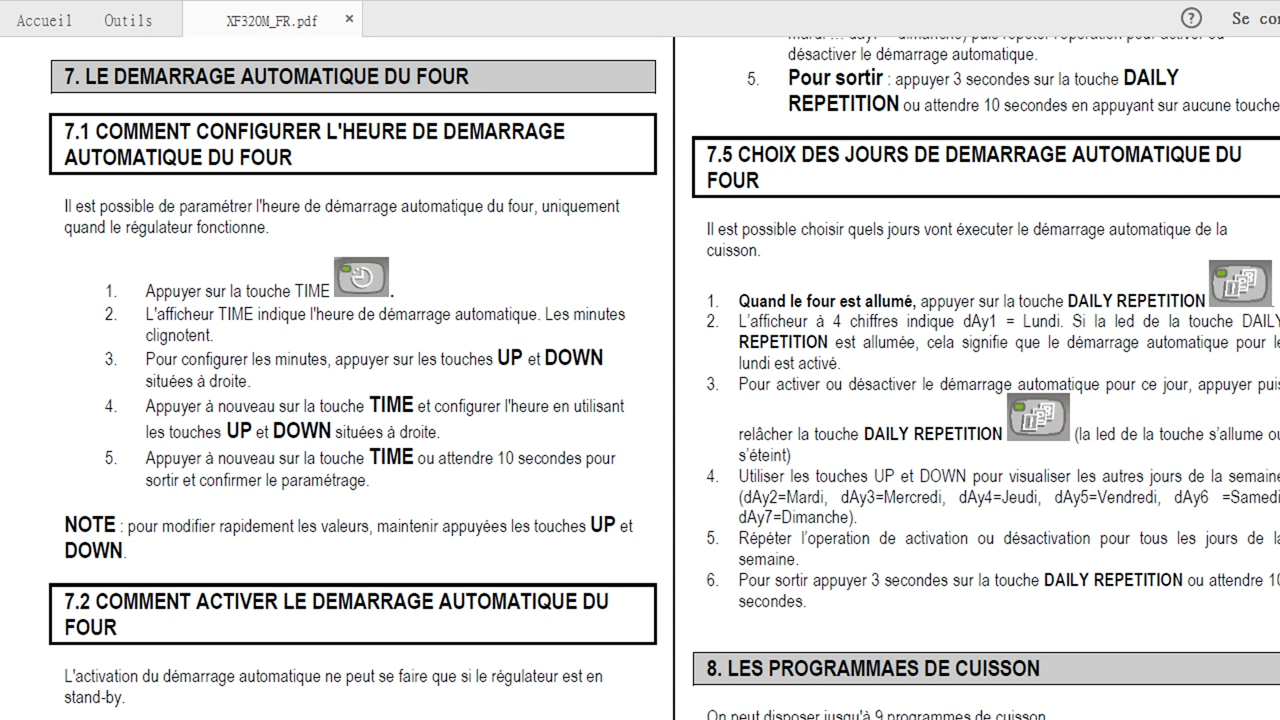 Accueil Outils XF320M_FR.pdf × ? Se con
7. LE DEMARRAGE AUTOMATIQUE DU FOUR
7.1 COMMENT CONFIGURER L'HEURE DE DEMARRAGE
AUTOMATIQUE DU FOUR
Il est possible de paramétrer l'heure de démarrage automatique du four, uniquement
quand le régulateur fonctionne.
1. Appuyer sur la touche TIME .
2. L'afficheur TIME indique l'heure de démarrage automatique. Les minutes
clignotent.
3. Pour configurer les minutes, appuyer sur les touches UP et DOWN
situées à droite.
4. Appuyer à nouveau sur la touche TIME et configurer l'heure en utilisant
les touches UP et DOWN situées à droite.
5. Appuyer à nouveau sur la touche TIME ou attendre 10 secondes pour
sortir et confirmer le paramétrage.
NOTE : pour modifier rapidement les valeurs, maintenir appuyées les touches UP et
DOWN.
7.2 COMMENT ACTIVER LE DEMARRAGE AUTOMATIQUE DU
FOUR
L'activation du démarrage automatique ne peut se faire que si le régulateur est en
stand-by.
mardi ... day7 = dimanche) puis répéter l'opération pour activer ou
désactiver le démarrage automatique.
5. Pour sortir : appuyer 3 secondes sur la touche DAILY
REPETITION ou attendre 10 secondes en appuyant sur aucune touche
7.5 CHOIX DES JOURS DE DEMARRAGE AUTOMATIQUE DU
FOUR
Il est possible choisir quels jours vont éxecuter le démarrage automatique de la
cuisson.
1. Quand le four est allumé, appuyer sur la touche DAILY REPETITION .
2. L’afficheur à 4 chiffres indique dAy1 = Lundi. Si la led de la touche DAILY
REPETITION est allumée, cela signifie que le démarrage automatique pour le
lundi est activé.
3. Pour activer ou désactiver le démarrage automatique pour ce jour, appuyer puis
relâcher la touche DAILY REPETITION (la led de la touche s’allume ou
s’éteint)
4. Utiliser les touches UP et DOWN pour visualiser les autres jours de la semaine
(dAy2=Mardi, dAy3=Mercredi, dAy4=Jeudi, dAy5=Vendredi, dAy6 =Samedi
dAy7=Dimanche).
5. Répéter l’operation de activation ou désactivation pour tous les jours de la
semaine.
6. Pour sortir appuyer 3 secondes sur la touche DAILY REPETITION ou attendre 10
secondes.
8. LES PROGRAMMAES DE CUISSON
On peut disposer jusqu'à 9 programmes de cuisson